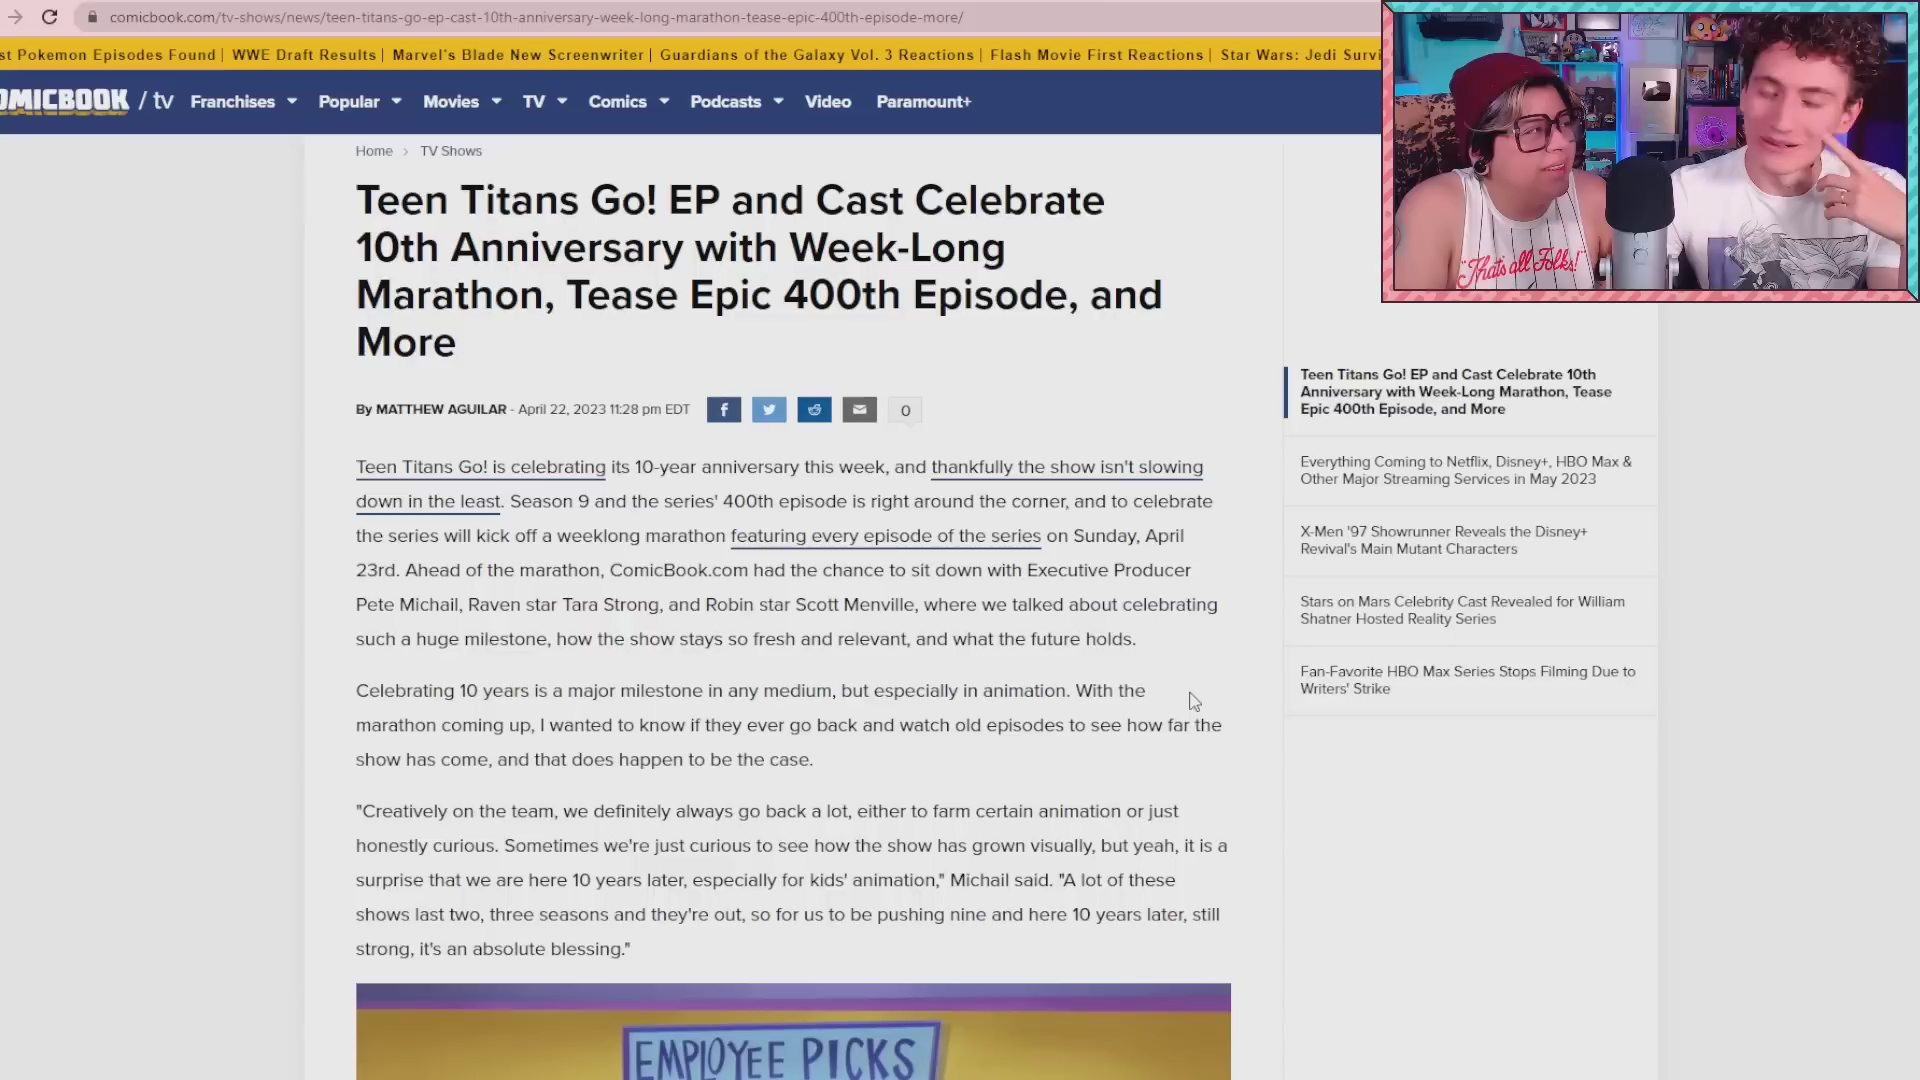 comicbook.com/tv-shows/news/teen-titans-go-ep-cast-10th-anniversary-week-long-marathon-tease-epic-400th-episode-more/
st Pokemon Episodes Found | WWE Draft Results | Marvel's Blade New Screenwriter | Guardians of the Galaxy Vol. 3 Reactions | Flash Movie First Reactions | Star Wars: Jedi Survi
OMICBOOK / tv Franchises Popular Movies TV Comics Podcasts Video Paramount+
Home > TV Shows
Teen Titans Go! EP and Cast Celebrate
10th Anniversary with Week-Long
Marathon, Tease Epic 400th Episode, and
More
By MATTHEW AGUILAR - April 22, 2023 11:28 pm EDT
0
Teen Titans Go! is celebrating its 10-year anniversary this week, and thankfully the show isn't slowing
down in the least. Season 9 and the series' 400th episode is right around the corner, and to celebrate
the series will kick off a weeklong marathon featuring every episode of the series on Sunday, April
23rd. Ahead of the marathon, ComicBook.com had the chance to sit down with Executive Producer
Pete Michail, Raven star Tara Strong, and Robin star Scott Menville, where we talked about celebrating
such a huge milestone, how the show stays so fresh and relevant, and what the future holds.
Celebrating 10 years is a major milestone in any medium, but especially in animation. With the
marathon coming up, I wanted to know if they ever go back and watch old episodes to see how far the
show has come, and that does happen to be the case.
"Creatively on the team, we definitely always go back a lot, either to farm certain animation or just
honestly curious. Sometimes we're just curious to see how the show has grown visually, but yeah, it is a
surprise that we are here 10 years later, especially for kids' animation," Michail said. "A lot of these
shows last two, three seasons and they're out, so for us to be pushing nine and here 10 years later, still
strong, it's an absolute blessing."
EMPLOYEE PICKS
"That's all Folks!"
Teen Titans Go! EP and Cast Celebrate 10th
Anniversary with Week-Long Marathon, Tease
Epic 400th Episode, and More
Everything Coming to Netflix, Disney+, HBO Max &
Other Major Streaming Services in May 2023
X-Men '97 Showrunner Reveals the Disney+
Revival's Main Mutant Characters
Stars on Mars Celebrity Cast Revealed for William
Shatner Hosted Reality Series
Fan-Favorite HBO Max Series Stops Filming Due to
Writers' Strike